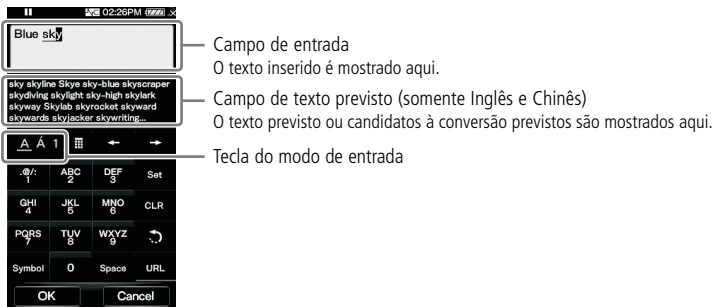 02:26PM
Blue sky
Campo de entrada
O texto inserido é mostrado aqui.
sky skyline Skye sky-blue skyscraper
skydiving skylight sky-high skylark
skyway Skylab skyrocket skyward
skywards skyjacker skywriting...
Campo de texto previsto (somente Inglês e Chinês)
O texto previsto ou candidatos à conversão previstos são mostrados aqui.
A Á 1
Tecla do modo de entrada
.@/: ABC DEF Set
1 2 3
GHI JKL MNO CLR
4 5 6
PQRS TUV WXYZ
7 8 9
Symbol 0 Space URL
OK Cancel